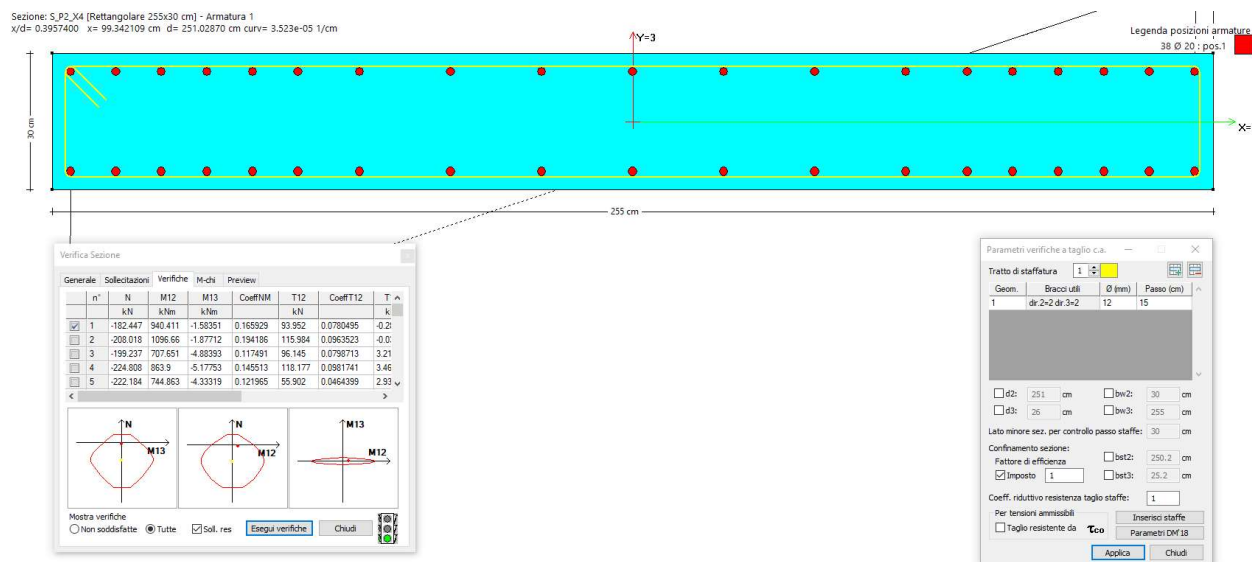 Sezione: S_P2_X4 [Rettangolare 255x30 cm] - Armatura 1
x/d= 0.3957400 x= 99.342109 cm d= 251.02870 cm curv= 3.523e-05 1/cm
Legenda posizioni armature
38 Ø 20 : pos.1
Y=3
X=
30 cm
255 cm
Verifica Sezione
Generale Sollecitazioni Verifiche M-chi Preview
n° N M12 M13 CoeffNM T12 CoeffT12 T
kN kNm kNm kN k
1 -182.447 940.411 -1.58351 0.165929 93.952 0.0780495 -0.28
2 -208.018 1096.66 -1.87712 0.194186 115.984 0.0963523 -0.0
3 -199.237 707.651 -4.88393 0.117491 96.145 0.0798713 3.21
4 -224.808 863.9 -5.17753 0.145513 118.177 0.0981741 3.46
5 -222.184 744.863 -4.33319 0.121965 55.902 0.0464399 2.93
N
M13
N
M12
M13
M12
Mostra verifiche
Non soddisfatte Tutte Soll. res Esegui verifiche Chiudi
Parametri verifiche a taglio c.a.
Tratto di staffatura 1
Geom. Bracci utili Ø (mm) Passo (cm)
1 dir.2=2 dir.3=2 12 15
d2: 251 cm bw2: 30 cm
d3: 26 cm bw3: 255 cm
Lato minore sez. per controllo passo staffe: 30 cm
Confinamento sezione:
Fattore di efficienza
Imposto 1
bst2: 250.2 cm
bst3: 25.2 cm
Coeff. riduttivo resistenza taglio staffe: 1
Per tensioni ammissibili
Taglio resistente da τco
Inserisci staffe
Parametri DM'18
Applica Chiudi